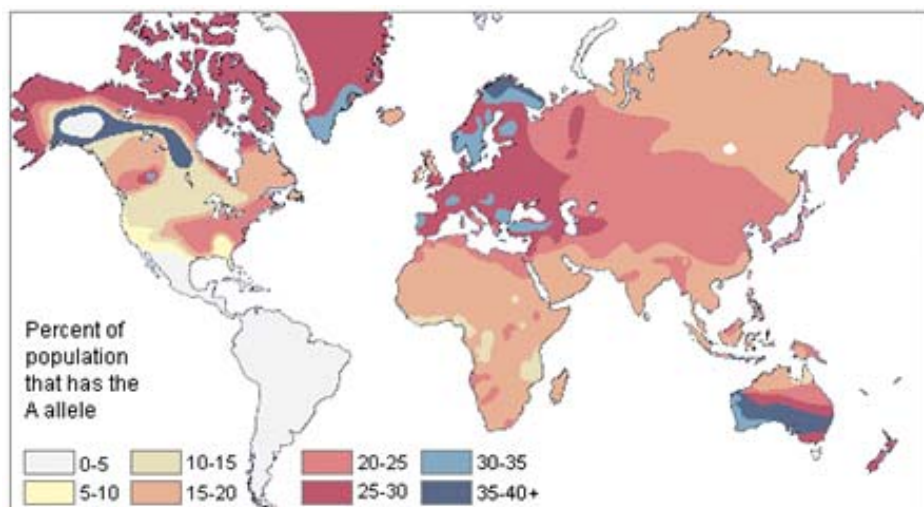 Percent of
population
that has the
A allele
0-5
10-15
20-25
30-35
5-10
15-20
25-30
35-40+